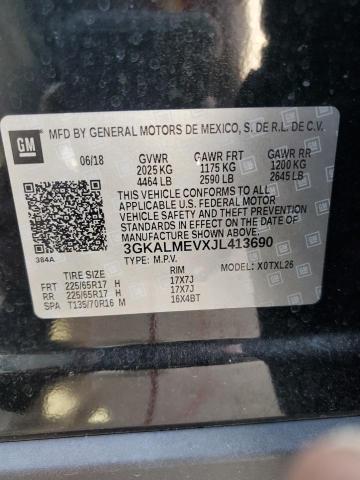 GM
MFD BY GENERAL MOTORS DE MEXICO, S. DE R.L. DE C.V.
06/18 GVWR GAWR FRT GAWR RR
2025 KG 1175 KG 1200 KG
4464 LB 2590 LB 2645 LB
THIS VEHICLE CONFORMS TO ALL
APPLICABLE U.S. FEDERAL MOTOR
VEHICLE SAFETY, BUMPER, AND THEFT
PREVENTION STANDARDS IN EFFECT ON
THE DATE OF MANUFACTURE SHOWN ABOVE.
3GKALMEVXJL413690
384A TYPE: M.P.V. MODEL: X0TXL26
TIRE SIZE RIM
FRT 225/65R17 H 17X7J
RR 225/65R17 H 17X7J
SPA T135/70R16 M 16X4BT